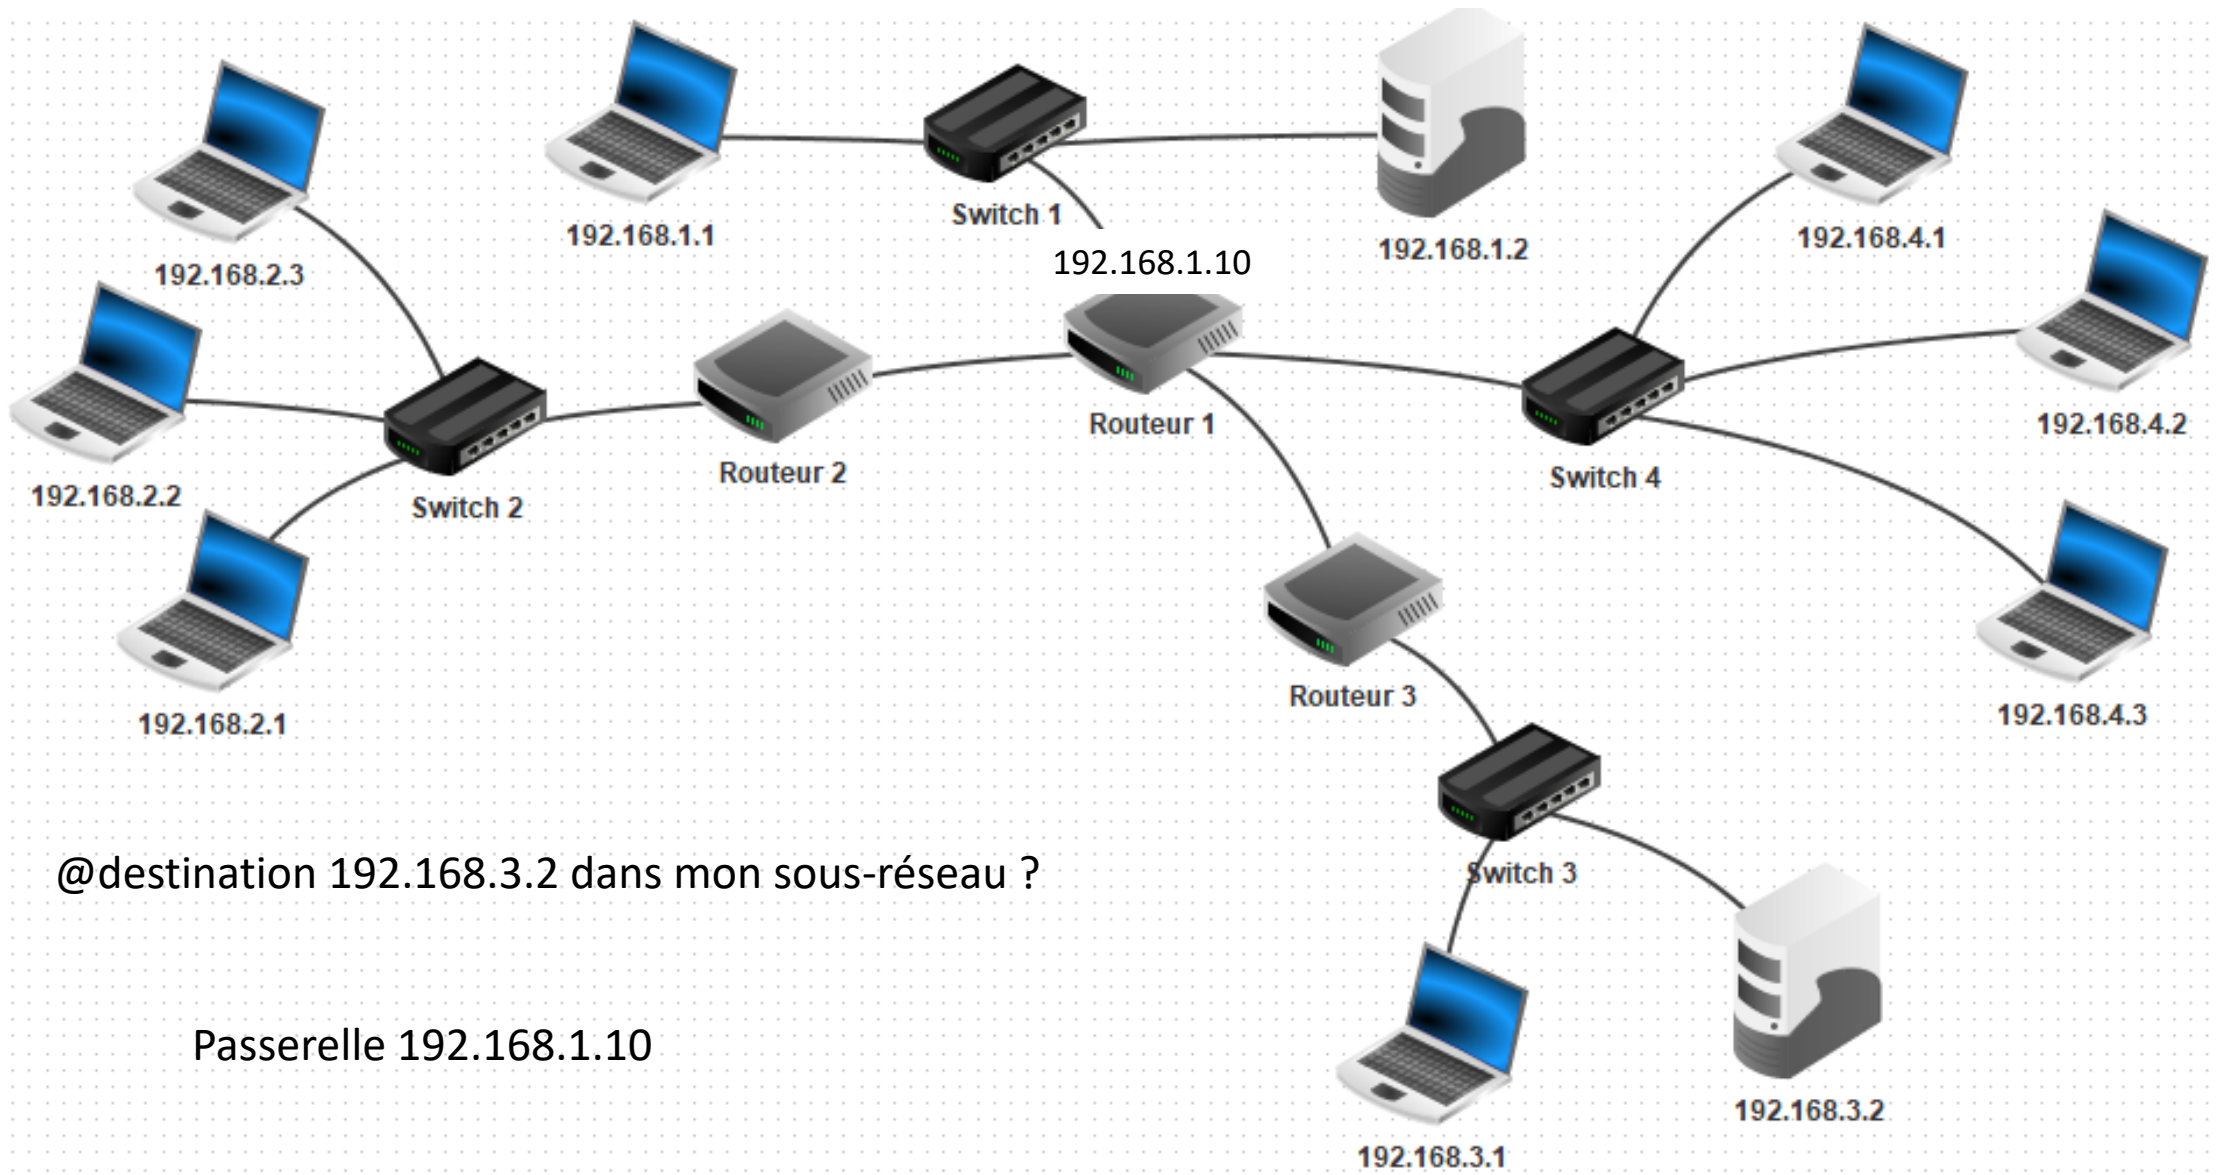 192.168.2.3
192.168.1.1
Switch 1
192.168.1.10
192.168.1.2
192.168.4.1
192.168.2.2
Switch 2
Routeur 2
Routeur 1
Switch 4
192.168.4.2
192.168.2.1
Routeur 3
192.168.4.3
@destination 192.168.3.2 dans mon sous-réseau ?
Switch 3
Passerelle 192.168.1.10
192.168.3.2
192.168.3.1